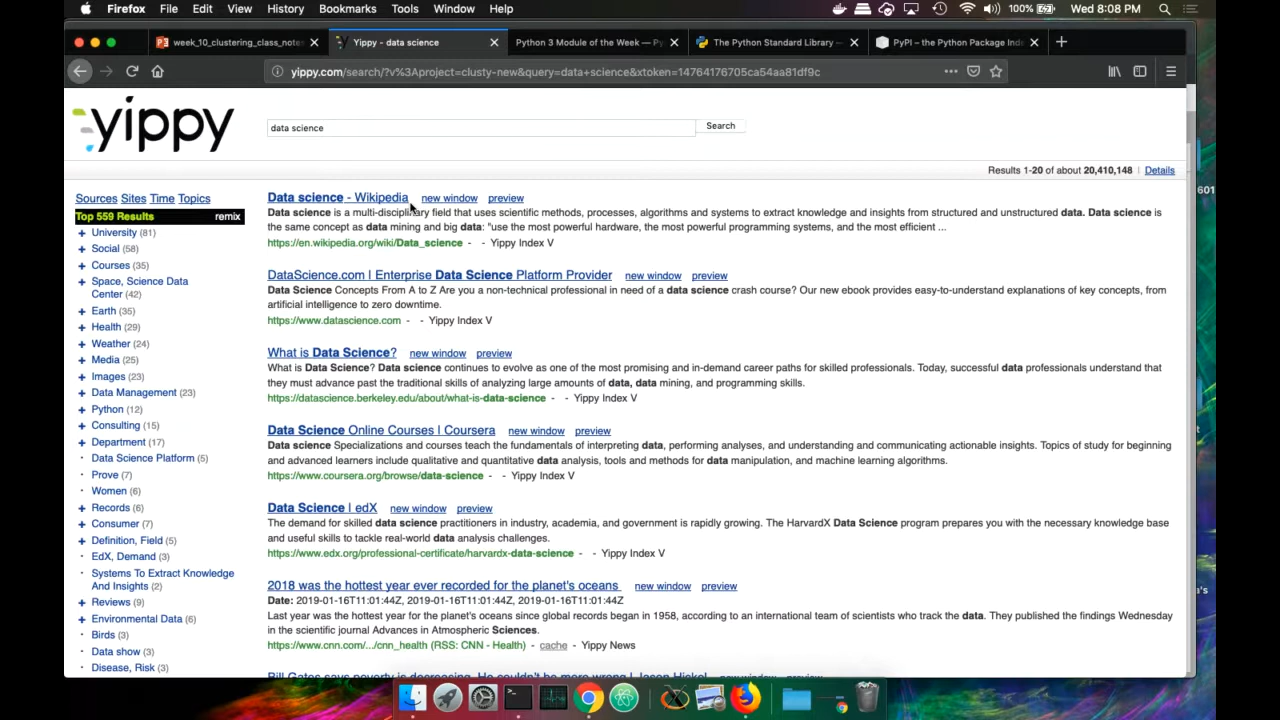 Firefox File Edit View History Bookmarks Tools Window Help
100% Wed 8:08 PM
week_10_clustering_class_notes
Yippy - data science
Python 3 Module of the Week — Py
The Python Standard Library —
PyPI – the Python Package Inde
yippy.com/search/?v%3Aproject=clusty-new&query=data+science&xtoken=14764176705ca54aa81df9c
yippy
data science
Search
Results 1-20 of about 20,410,148 | Details
Sources Sites Time Topics
Top 559 Results remix
+ University (81)
+ Social (58)
+ Courses (35)
+ Space, Science Data
Center (42)
+ Earth (35)
+ Health (29)
+ Weather (24)
+ Media (25)
+ Images (23)
+ Data Management (23)
+ Python (12)
+ Consulting (15)
+ Department (17)
· Data Science Platform (5)
· Prove (7)
· Women (6)
+ Records (6)
+ Consumer (7)
+ Definition, Field (5)
· EdX, Demand (3)
· Systems To Extract Knowledge
And Insights (2)
+ Reviews (9)
+ Environmental Data (6)
· Birds (3)
· Data show (3)
· Disease, Risk (3)
Data science - Wikipedia new window preview
Data science is a multi-disciplinary field that uses scientific methods, processes, algorithms and systems to extract knowledge and insights from structured and unstructured data. Data science is
the same concept as data mining and big data: "use the most powerful hardware, the most powerful programming systems, and the most efficient ...
https://en.wikipedia.org/wiki/Data_science - - Yippy Index V
DataScience.com | Enterprise Data Science Platform Provider new window preview
Data Science Concepts From A to Z Are you a non-technical professional in need of a data science crash course? Our new ebook provides easy-to-understand explanations of key concepts, from
artificial intelligence to zero downtime.
https://www.datascience.com - - Yippy Index V
What is Data Science? new window preview
What is Data Science? Data science continues to evolve as one of the most promising and in-demand career paths for skilled professionals. Today, successful data professionals understand that
they must advance past the traditional skills of analyzing large amounts of data, data mining, and programming skills.
https://datascience.berkeley.edu/about/what-is-data-science - - Yippy Index V
Data Science Online Courses | Coursera new window preview
Data science Specializations and courses teach the fundamentals of interpreting data, performing analyses, and understanding and communicating actionable insights. Topics of study for beginning
and advanced learners include qualitative and quantitative data analysis, tools and methods for data manipulation, and machine learning algorithms.
https://www.coursera.org/browse/data-science - - Yippy Index V
Data Science | edX new window preview
The demand for skilled data science practitioners in industry, academia, and government is rapidly growing. The HarvardX Data Science program prepares you with the necessary knowledge base
and useful skills to tackle real-world data analysis challenges.
https://www.edx.org/professional-certificate/harvardx-data-science - - Yippy Index V
2018 was the hottest year ever recorded for the planet's oceans new window preview
Date: 2019-01-16T11:01:44Z, 2019-01-16T11:01:44Z, 2019-01-16T11:01:44Z
Last year was the hottest year for the planet's oceans since global records began in 1958, according to an international team of scientists who track the data. They published the findings Wednesday
in the scientific journal Advances in Atmospheric Sciences.
https://www.cnn.com/.../cnn_health (RSS: CNN - Health) - cache - Yippy News
Bill Gates says poverty is decreasing. He couldn't be more wrong | Jason Hickel new window preview
601